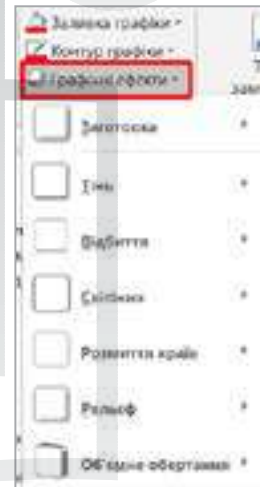 Заливка графіки
Контур графіки
Графічні ефекти
Заготовка
Тінь
Відбиття
Світіння
Розмиття країв
Рельєф
Об'ємне обертання